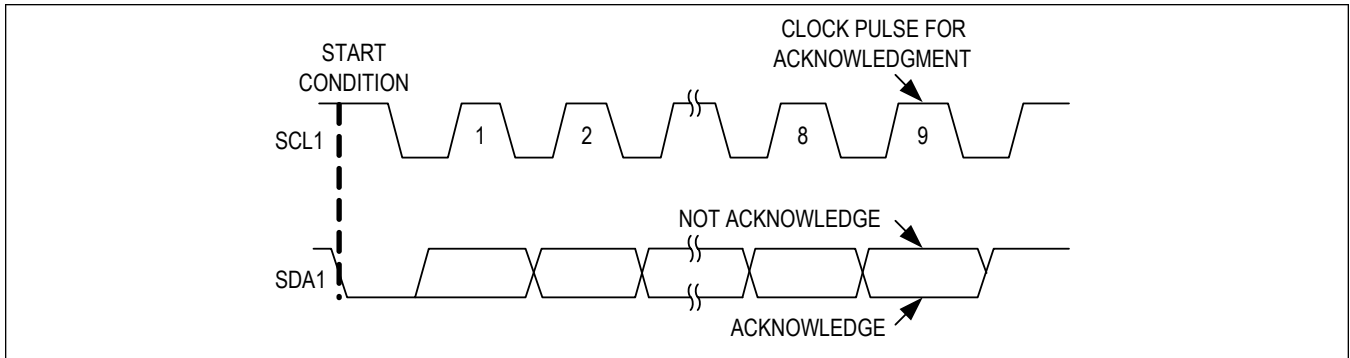 START
CONDITION
CLOCK PULSE FOR
ACKNOWLEDGMENT
SCL1
1
2
8
9
NOT ACKNOWLEDGE
SDA1
ACKNOWLEDGE